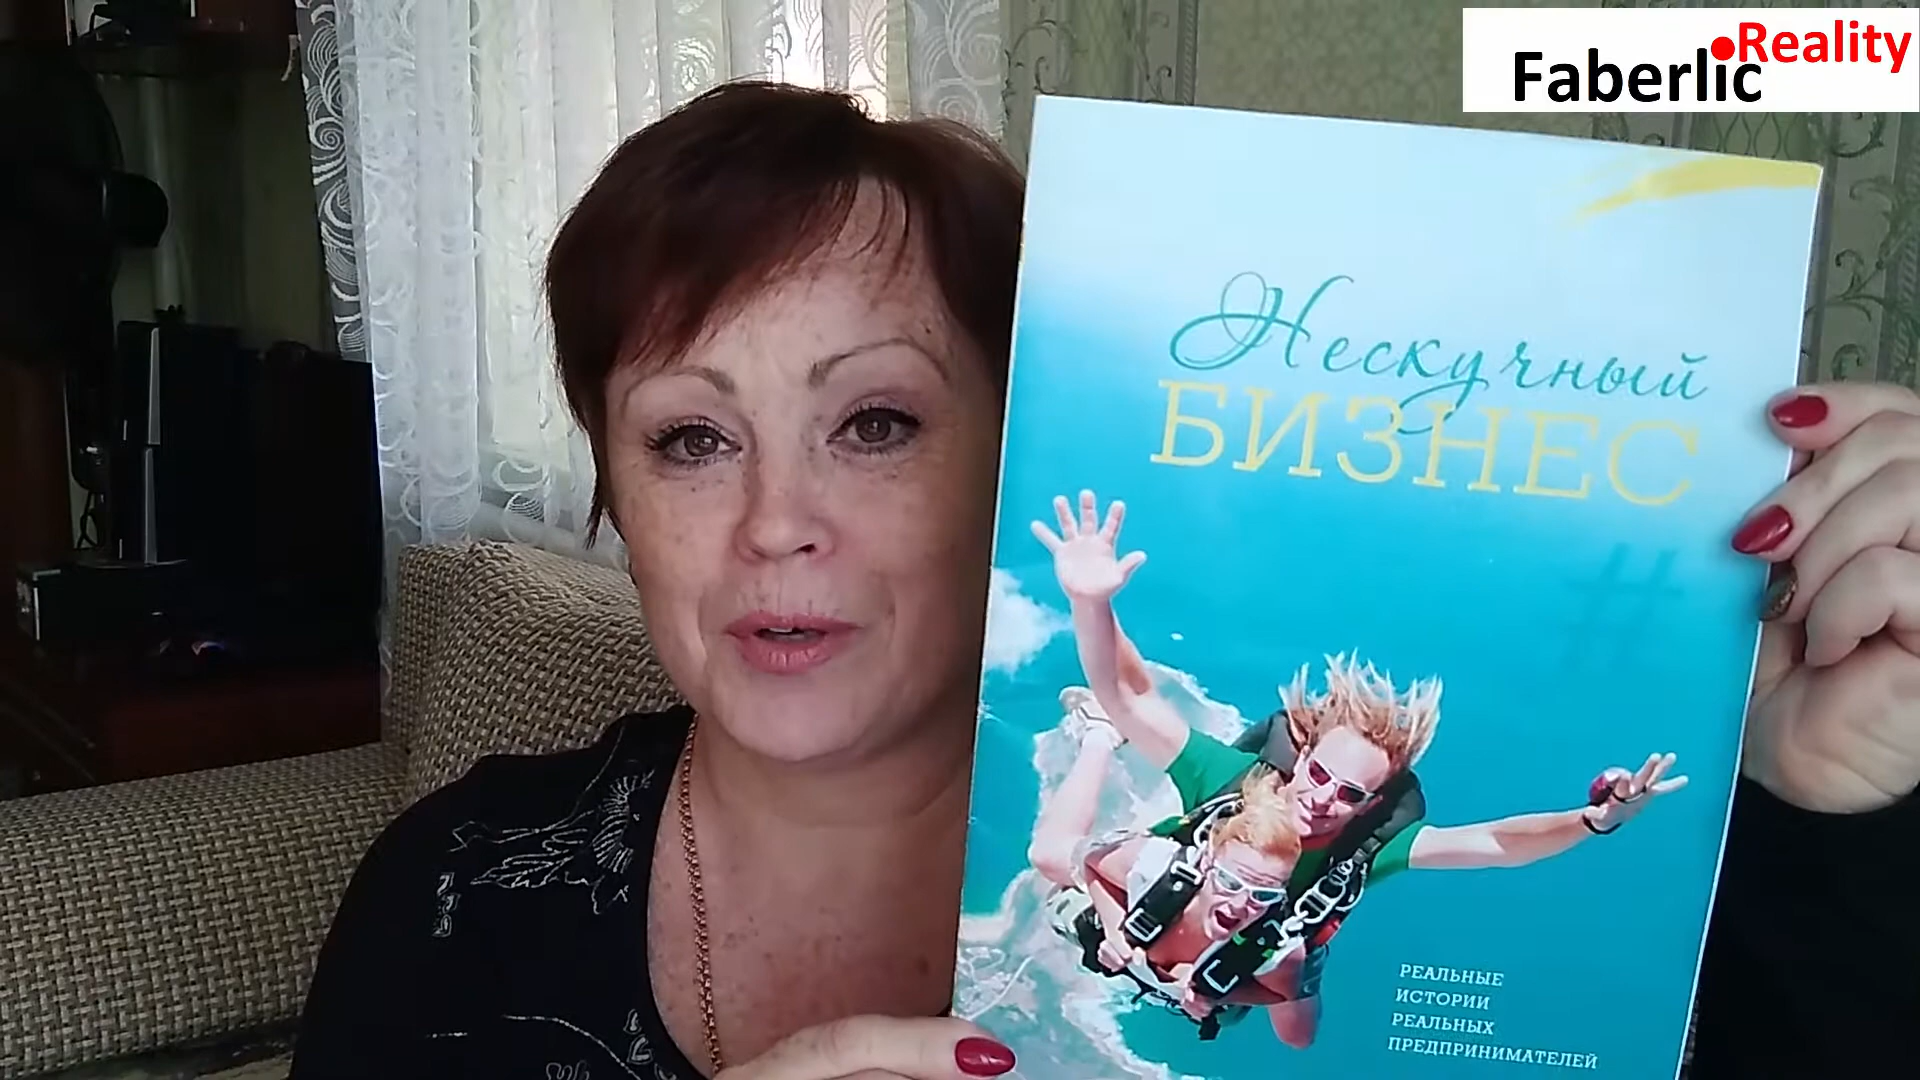 Reality
Faberlic
Нескучный
БИЗНЕС
#
РЕАЛЬНЫЕ
ИСТОРИИ
РЕАЛЬНЫХ
ПРЕДПРИНИМАТЕЛЕЙ